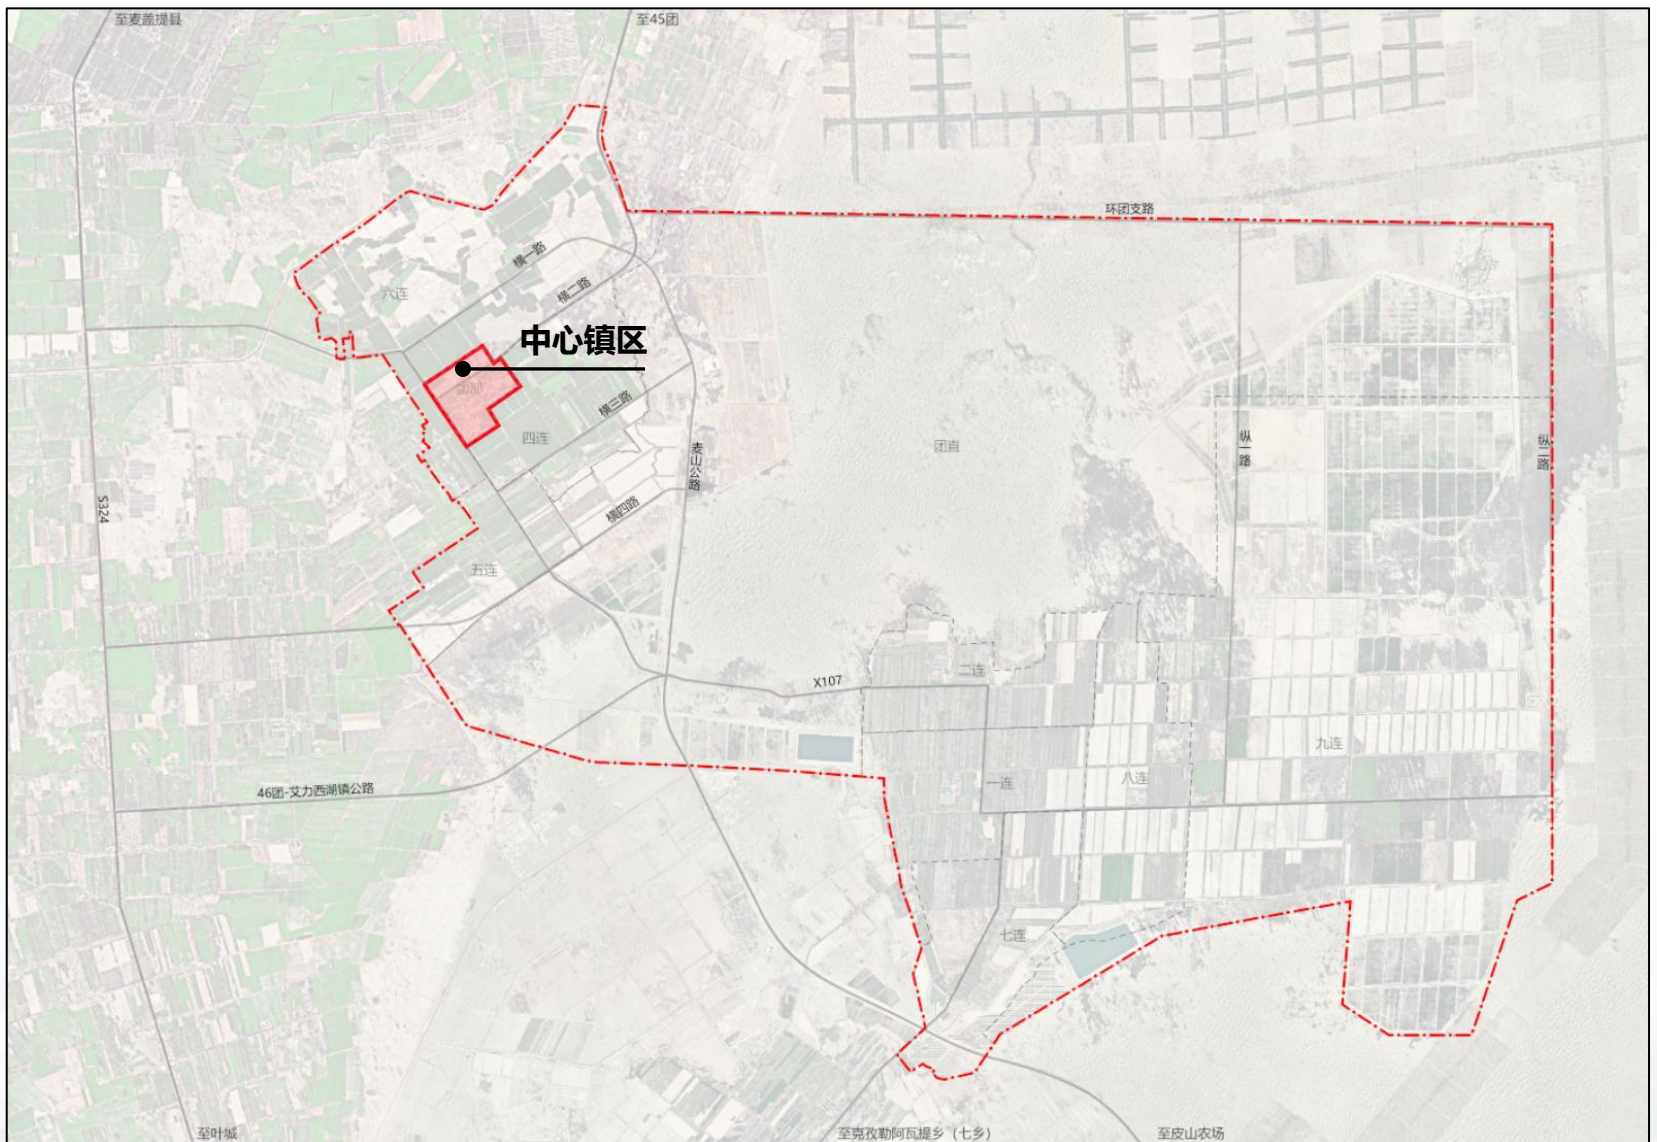 至麦盖提县
至45团
环团支路
横一路
六连
横二路
中心镇区
团部
横三路
四连
团直
纵一路
纵二路
麦山公路
S324
横四路
五连
二连
X107
九连
一连
八连
46团-艾力西湖镇公路
七连
至叶城
至克孜勒阿瓦提乡（七乡）
至皮山农场